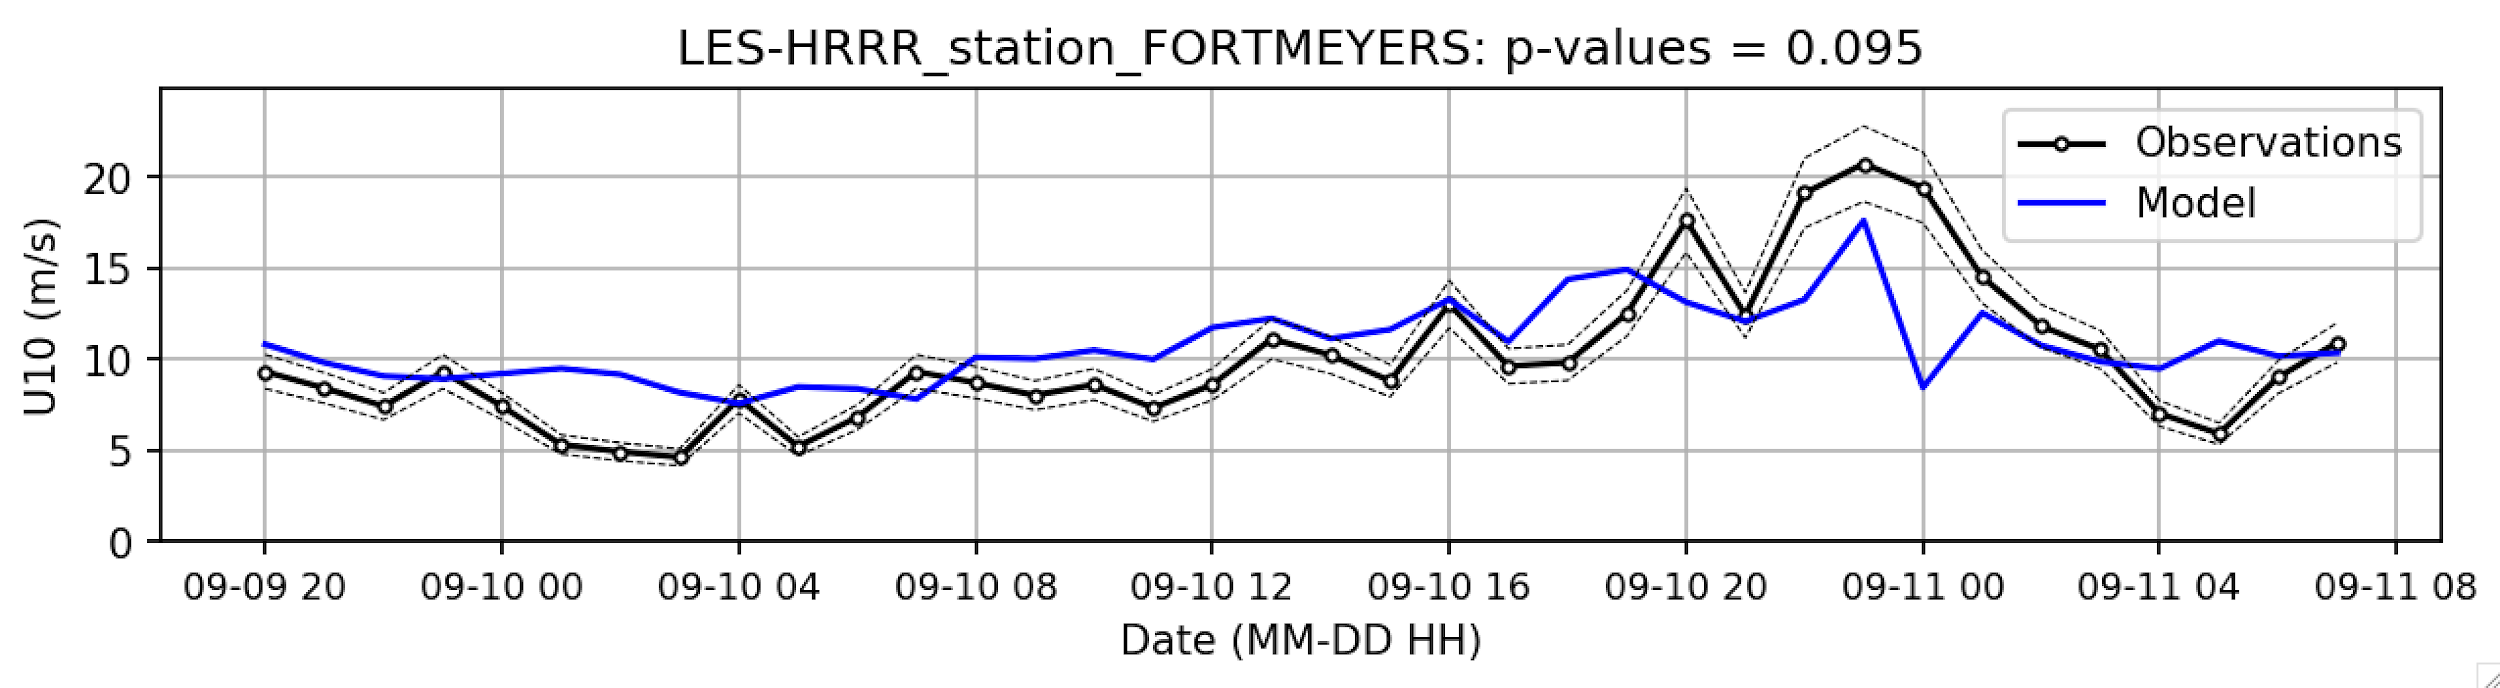 LES-HRRR_station_FORTMEYERS: p-values = 0.095
Observations
Model
U10 (m/s)
20
15
10
5
0
09-09 20 09-10 00 09-10 04 09-10 08 09-10 12 09-10 16 09-10 20 09-11 00 09-11 04 09-11 08
Date (MM-DD HH)